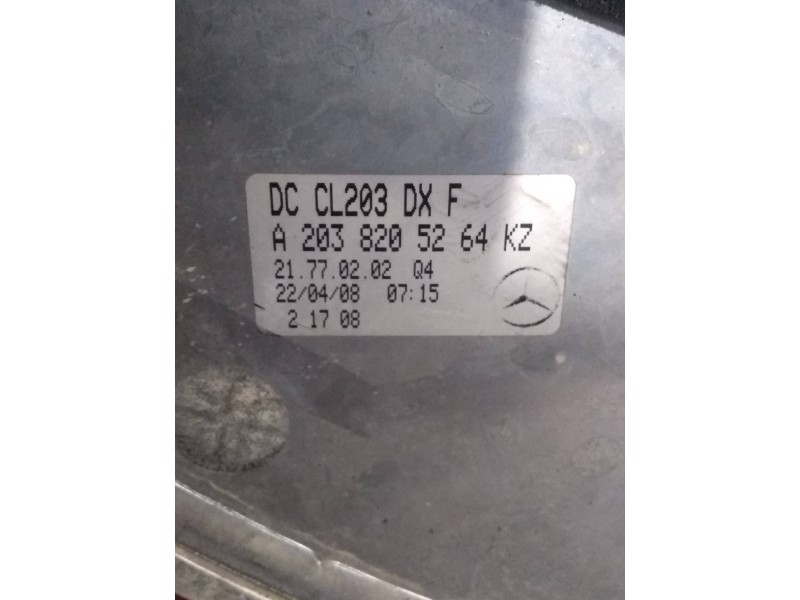 DC CL203 DX F
A 203 820 52 64 KZ
21.77.02.02 Q4
22/04/08 07:15
2 17 08